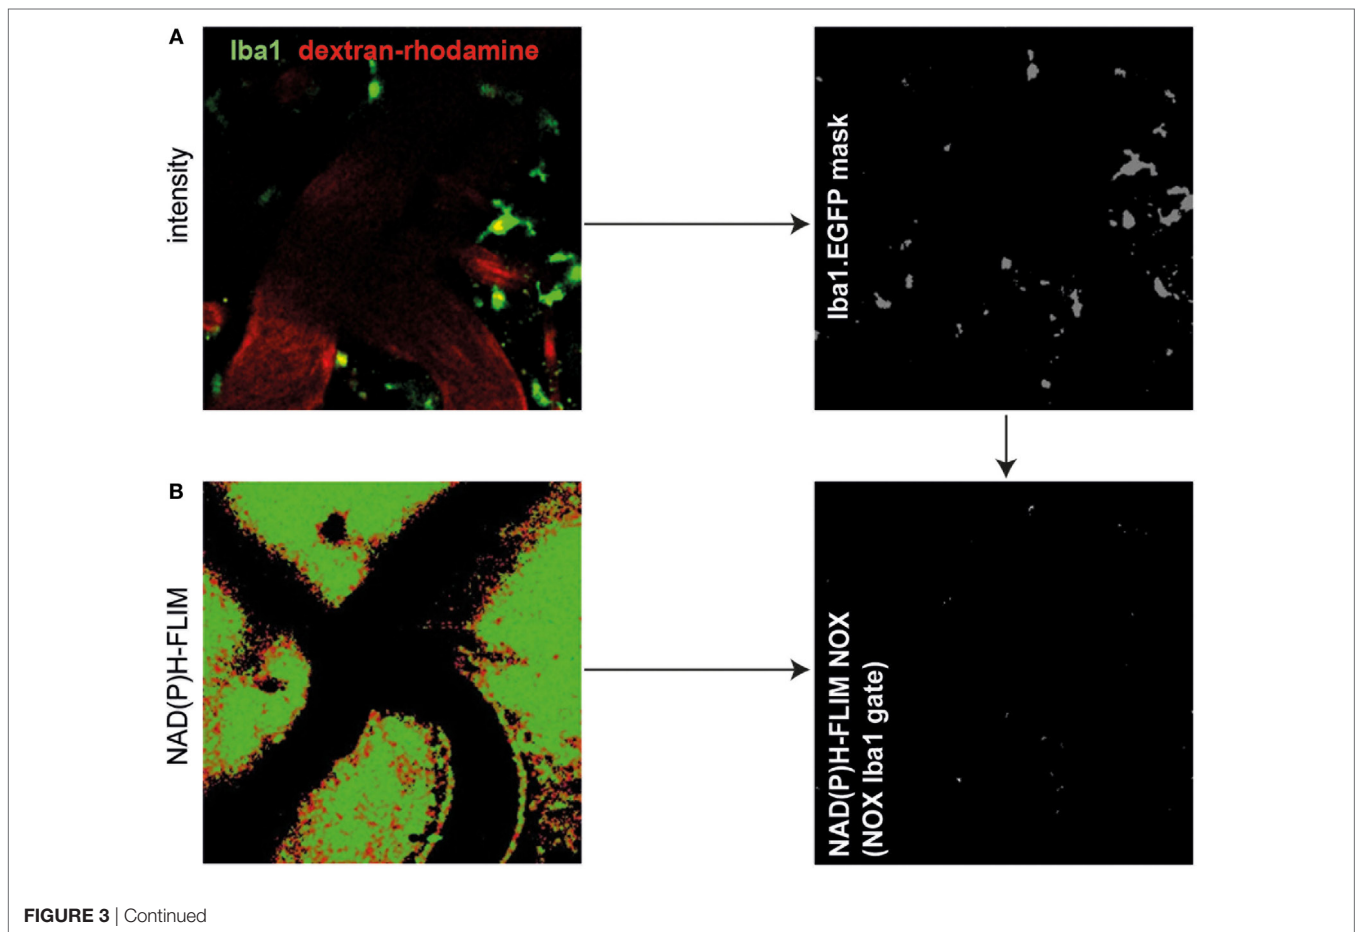 A
Iba1 dextran-rhodamine
intensity
Iba1.EGFP mask
B
NAD(P)H-FLIM
NAD(P)H-FLIM NOX
(NOX Iba1 gate)
FIGURE 3 | Continued